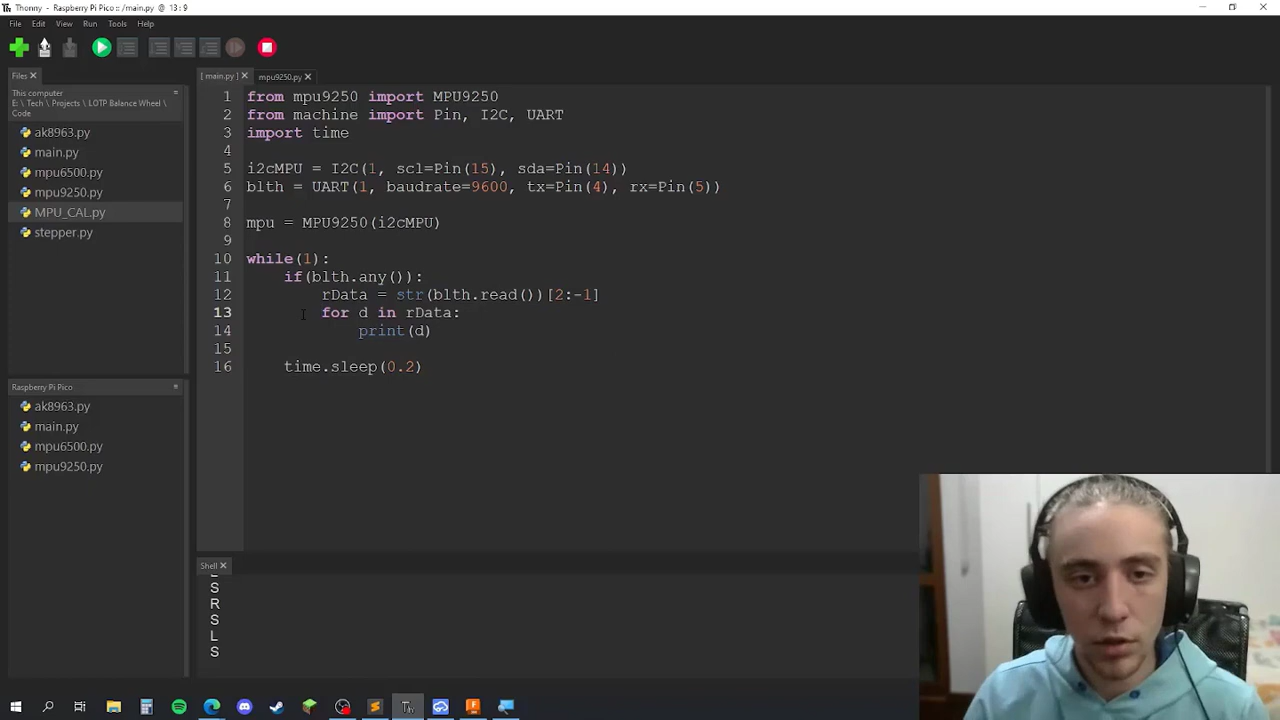 Thonny - Raspberry Pi Pico :: /main.py @ 13 : 9
File Edit View Run Tools Help
Files
This computer
E: \ Tech \ Projects \ LOTP Balance Wheel \
Code
ak8963.py
main.py
mpu6500.py
mpu9250.py
MPU_CAL.py
stepper.py
Raspberry Pi Pico
ak8963.py
main.py
mpu6500.py
mpu9250.py
[ main.py ] mpu9250.py
1 from mpu9250 import MPU9250
2 from machine import Pin, I2C, UART
3 import time
4
5 i2cMPU = I2C(1, scl=Pin(15), sda=Pin(14))
6 blth = UART(1, baudrate=9600, tx=Pin(4), rx=Pin(5))
7
8 mpu = MPU9250(i2cMPU)
9
10 while(1):
11 if(blth.any()):
12 rData = str(blth.read())[2:-1]
13 for d in rData:
14 print(d)
15
16 time.sleep(0.2)
Shell
S
R
S
L
S